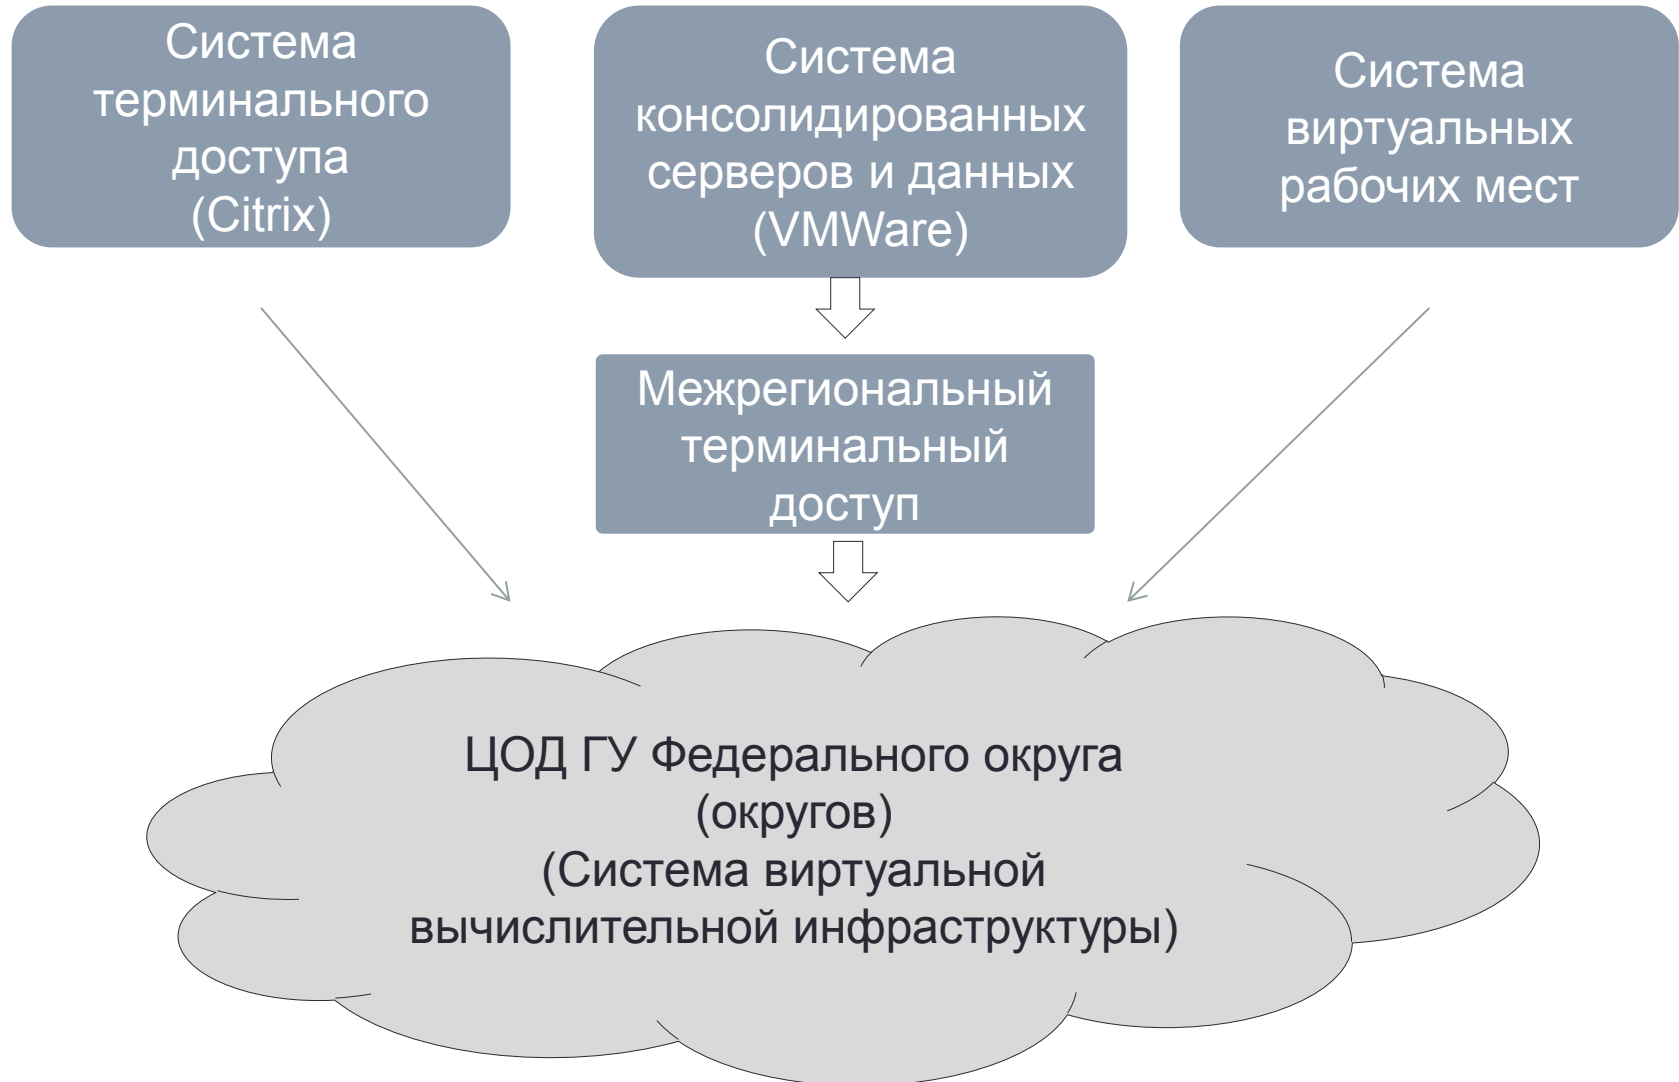 Система
терминального
доступа
(Citrix)
Система
консолидированных
серверов и данных
(VMWare)
Система
виртуальных
рабочих мест
Межрегиональный
терминальный
доступ
ЦОД ГУ Федерального округа
(округов)
(Система виртуальной
вычислительной инфраструктуры)